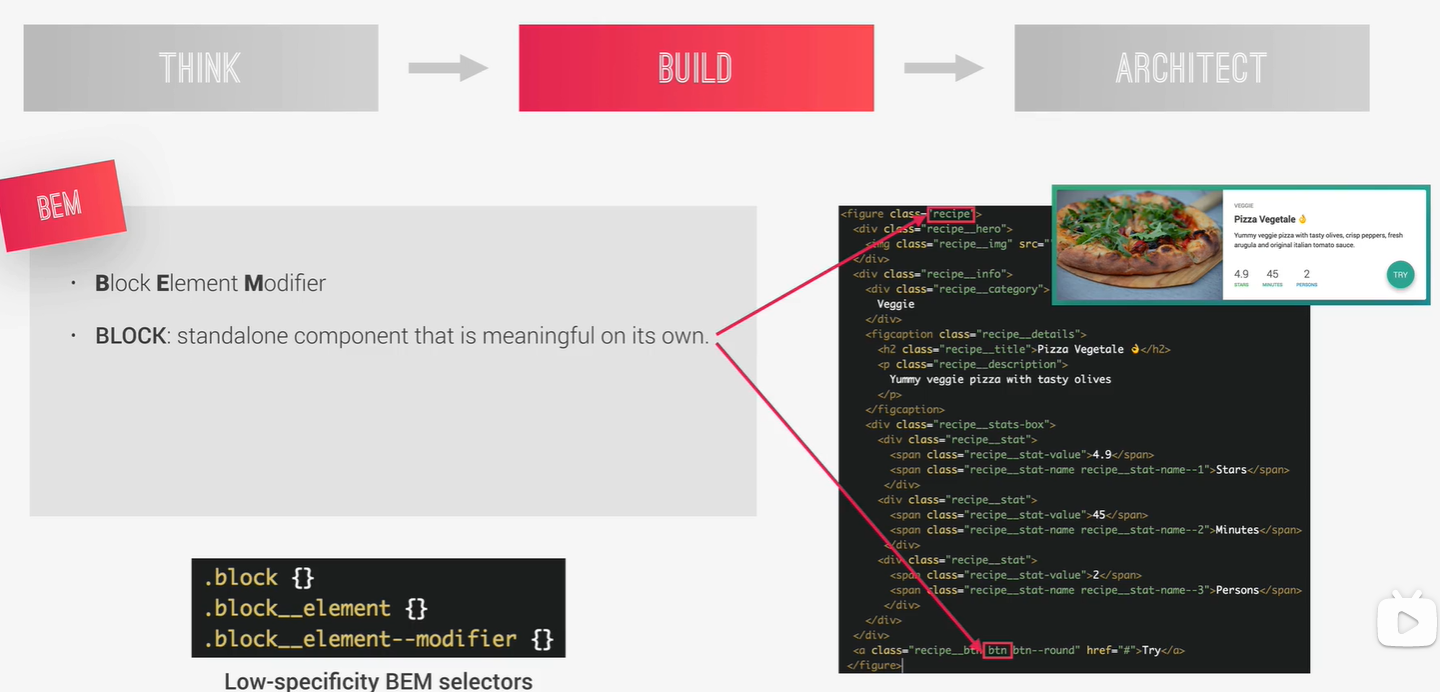 THINK
BUILD
ARCHITECT
BEM
• Block Element Modifier
• BLOCK: standalone component that is meaningful on its own.
.block {}
.block__element {}
.block__element--modifier {}
Low-specificity BEM selectors
<figure class="recipe">
<div class="recipe__hero">
<img class="recipe__img" src="
</div>
<div class="recipe__info">
<div class="recipe__category">
Veggie
</div>
<figcaption class="recipe__details">
<h2 class="recipe__title">Pizza Vegetale 👌</h2>
<p class="recipe__description">
Yummy veggie pizza with tasty olives
</p>
</figcaption>
<div class="recipe__stats-box">
<div class="recipe__stat">
<span class="recipe__stat-value">4.9</span>
<span class="recipe__stat-name recipe__stat-name--1">Stars</span>
</div>
<div class="recipe__stat">
<span class="recipe__stat-value">45</span>
<span class="recipe__stat-name recipe__stat-name--2">Minutes</span>
</div>
<div class="recipe__stat">
<span class="recipe__stat-value">2</span>
<span class="recipe__stat-name recipe__stat-name--3">Persons</span>
</div>
</div>
</div>
<a class="recipe__btn btn btn--round" href="#">Try</a>
</figure>
VEGGIE
Pizza Vegetale 👌
Yummy veggie pizza with tasty olives, crisp peppers, fresh
arugula and original italian tomato sauce.
4.9 45 2
STARS MINUTES PERSONS
TRY